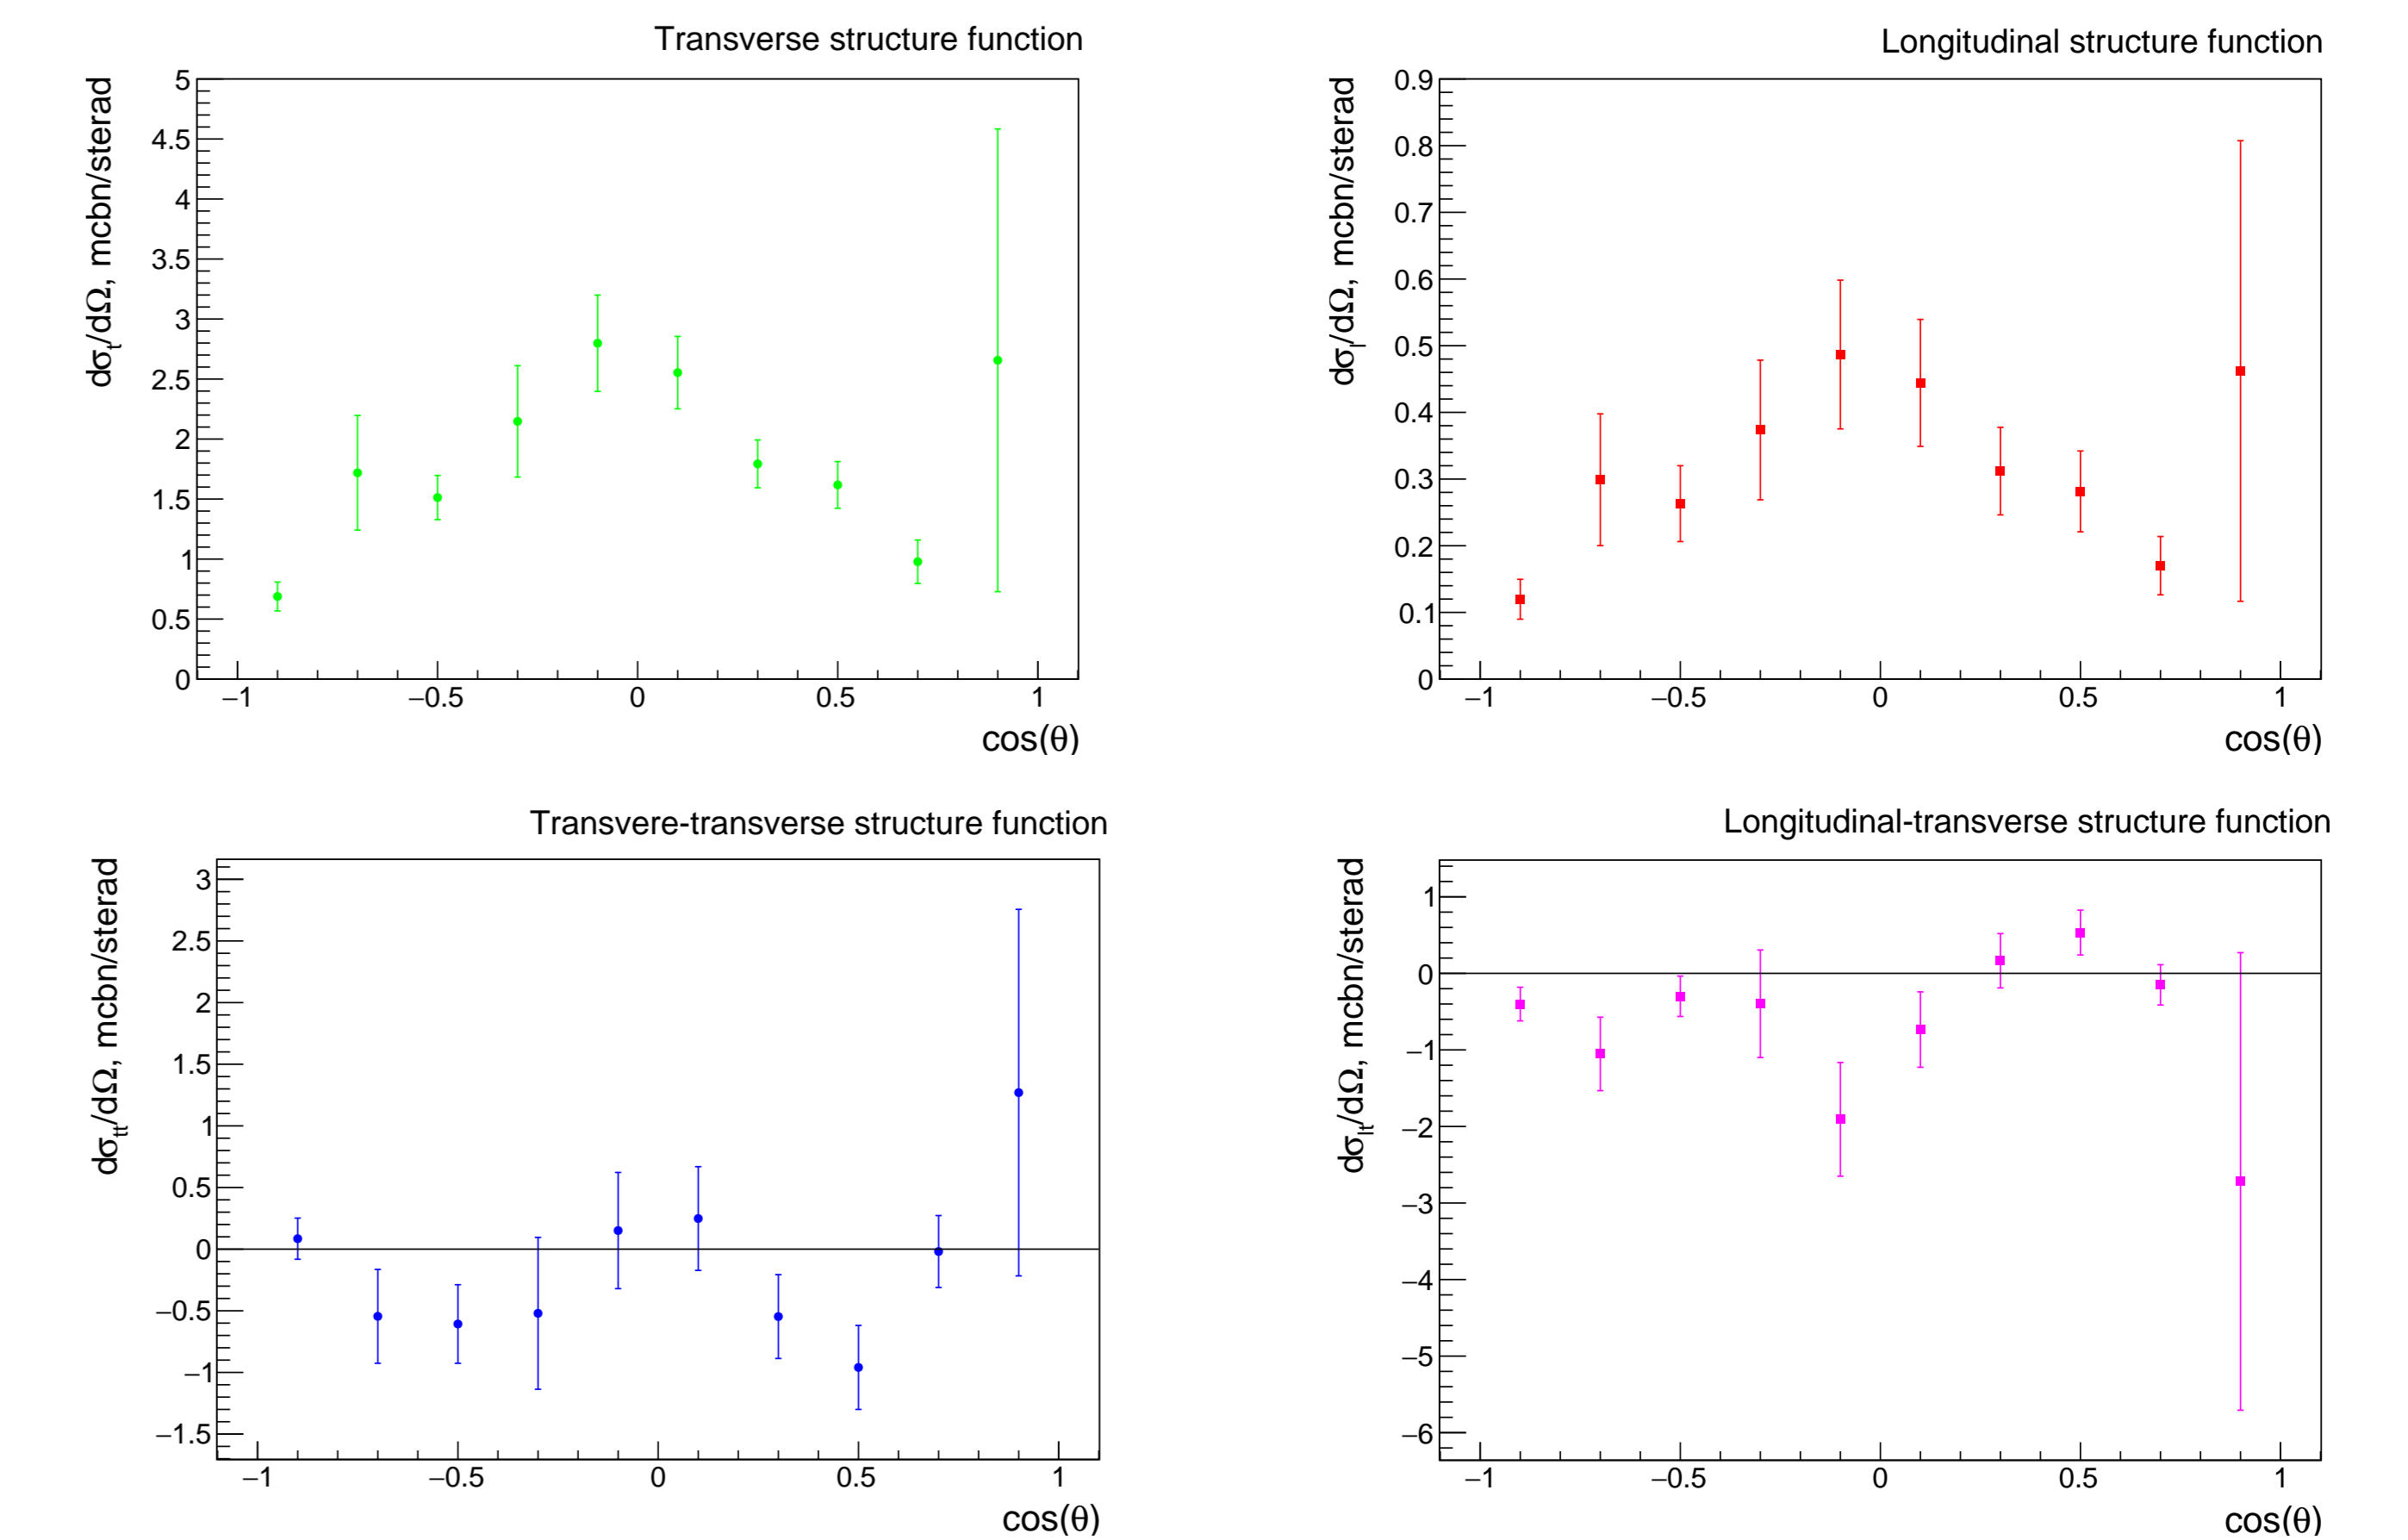 Transverse structure function
dσt/dΩ, mcbn/sterad
5
4.5
4
3.5
3
2.5
2
1.5
1
0.5
0
−1 −0.5 0 0.5 1
cos(θ)
Longitudinal structure function
dσl/dΩ, mcbn/sterad
0.9
0.8
0.7
0.6
0.5
0.4
0.3
0.2
0.1
0
−1 −0.5 0 0.5 1
cos(θ)
Transvere-transverse structure function
dσtt/dΩ, mcbn/sterad
3
2.5
2
1.5
1
0.5
0
−0.5
−1
−1.5
−1 −0.5 0 0.5 1
cos(θ)
Longitudinal-transverse structure function
dσlt/dΩ, mcbn/sterad
1
0
−1
−2
−3
−4
−5
−6
−1 −0.5 0 0.5 1
cos(θ)